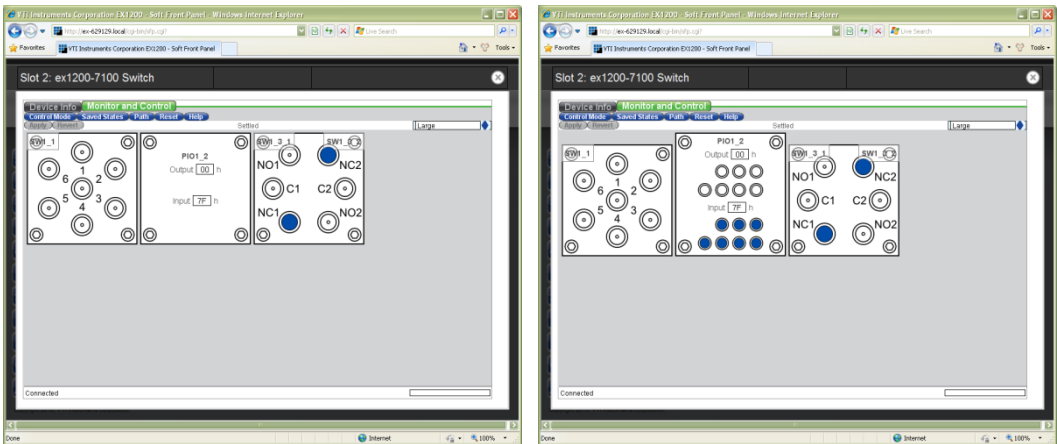 VTI Instruments Corporation EX1200 - Soft Front Panel - Windows Internet Explorer
http://ex-629129.local/cgi-bin/sfp.cgi?
Live Search
Favorites
VTI Instruments Corporation EX1200 - Soft Front Panel
Tools
Slot 2: ex1200-7100 Switch
Device Info
Monitor and Control
Control Mode
Saved States
Path
Reset
Help
Apply
Revert
Settled
Large
SW1_1
1
2
3
4
5
6
PIO1_2
Output 00 h
Input 7F h
SW1_3_1
SW1_3_2
NO1
NC2
C1
C2
NC1
NO2
Connected
Done
Internet
100%
VTI Instruments Corporation EX1200 - Soft Front Panel - Windows Internet Explorer
http://ex-629129.local/cgi-bin/sfp.cgi?
Live Search
Favorites
VTI Instruments Corporation EX1200 - Soft Front Panel
Tools
Slot 2: ex1200-7100 Switch
Device Info
Monitor and Control
Control Mode
Saved States
Path
Reset
Help
Apply
Revert
Settled
Large
SW1_1
1
2
3
4
5
6
PIO1_2
Output 00 h
Input 7F h
SW1_3_1
SW1_3_2
NO1
NC2
C1
C2
NC1
NO2
Connected
Done
Internet
100%